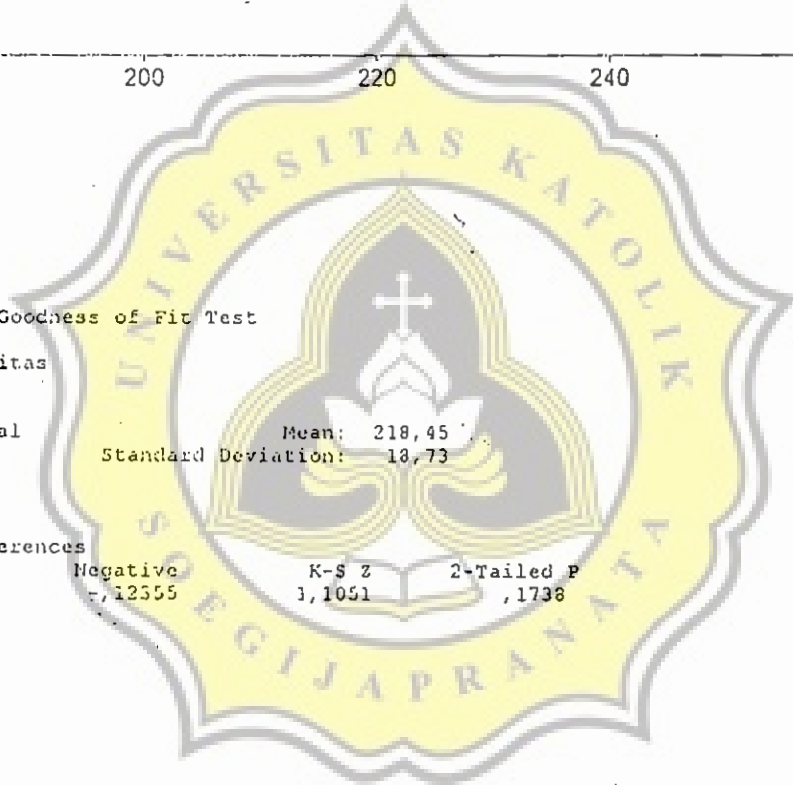 200 220 240
UNIVERSITAS KATOLIK
Goodness of Fit Test
itas
al Mean: 218,45
Standard Deviation: 18,73
erences
Negative K-S Z 2-Tailed P
-,12555 1,1051 ,1738
SOEGIJAPRANATA